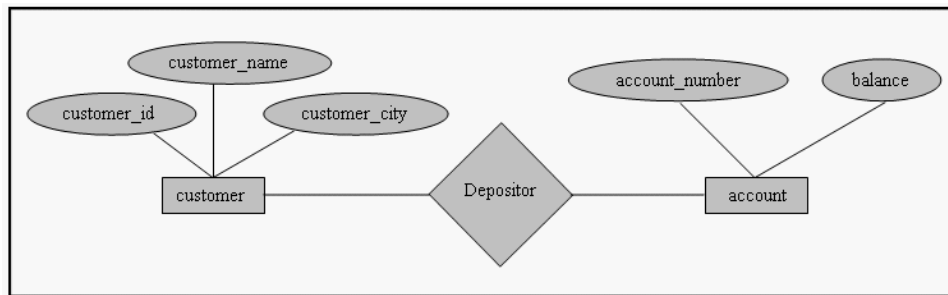 customer_name
customer_id
customer_city
account_number
balance
customer
Depositor
account